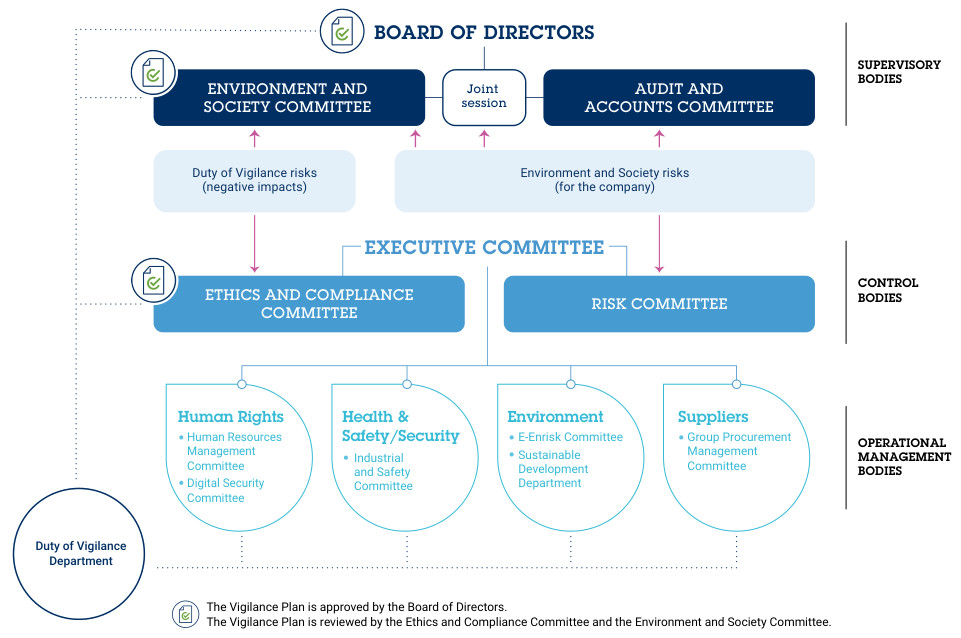 BOARD OF DIRECTORS
SUPERVISORY
BODIES
ENVIRONMENT AND
SOCIETY COMMITTEE
Joint
session
AUDIT AND
ACCOUNTS COMMITTEE
Duty of Vigilance risks
(negative impacts)
Environment and Society risks
(for the company)
EXECUTIVE COMMITTEE
CONTROL
BODIES
ETHICS AND COMPLIANCE
COMMITTEE
RISK COMMITTEE
Human Rights
• Human Resources
Management
Committee
• Digital Security
Committee
Health &
Safety/Security
• Industrial
and Safety
Committee
Environment
• E-Enrisk Committee
• Sustainable
Development
Department
Suppliers
• Group Procurement
Management
Committee
OPERATIONAL
MANAGEMENT
BODIES
Duty of Vigilance
Department
The Vigilance Plan is approved by the Board of Directors.
The Vigilance Plan is reviewed by the Ethics and Compliance Committee and the Environment and Society Committee.